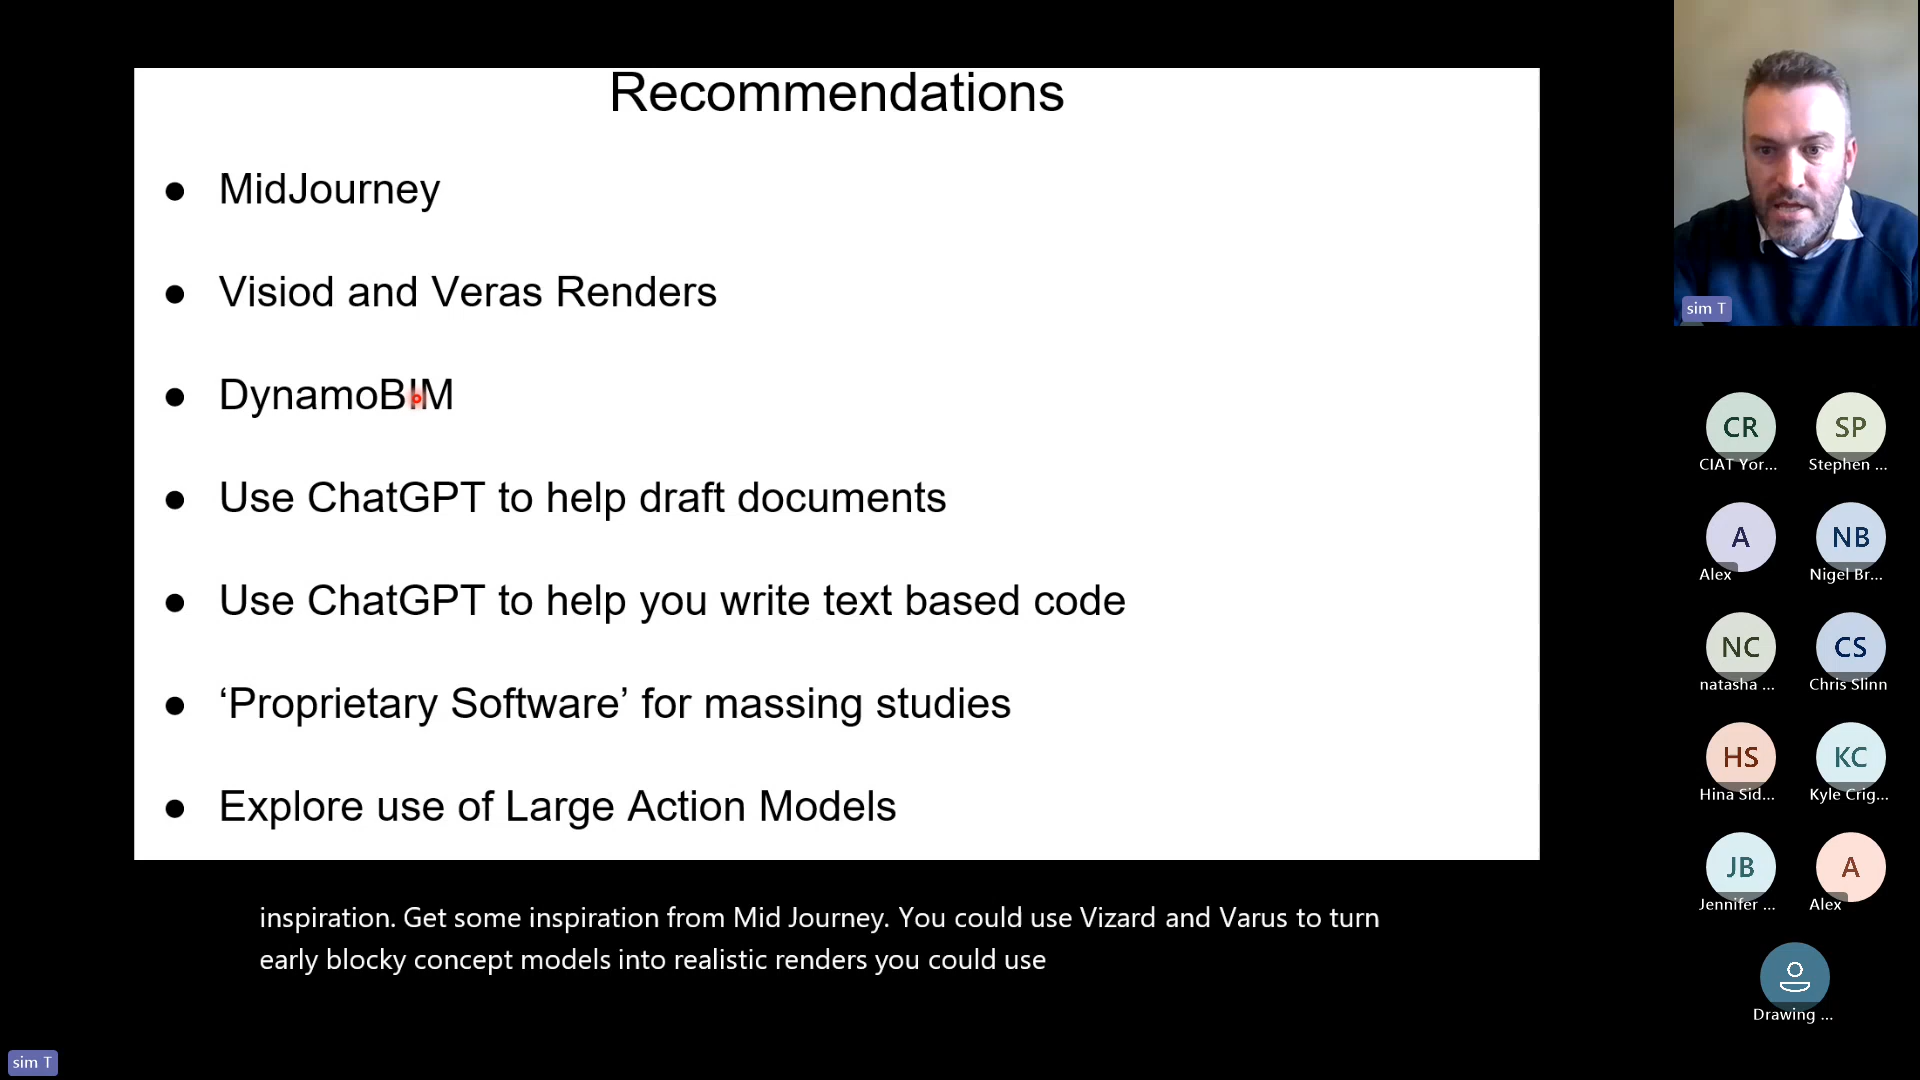 Recommendations
● MidJourney
● Visiod and Veras Renders
● DynamoBIM
● Use ChatGPT to help draft documents
● Use ChatGPT to help you write text based code
● ‘Proprietary Software’ for massing studies
● Explore use of Large Action Models
inspiration. Get some inspiration from Mid Journey. You could use Vizard and Varus to turn
early blocky concept models into realistic renders you could use
sim T
sim T
CR
CIAT Yor...
SP
Stephen ...
A
Alex
NB
Nigel Br...
NC
natasha ...
CS
Chris Slinn
HS
Hina Sid...
KC
Kyle Crig...
JB
Jennifer ...
A
Alex
Drawing ...